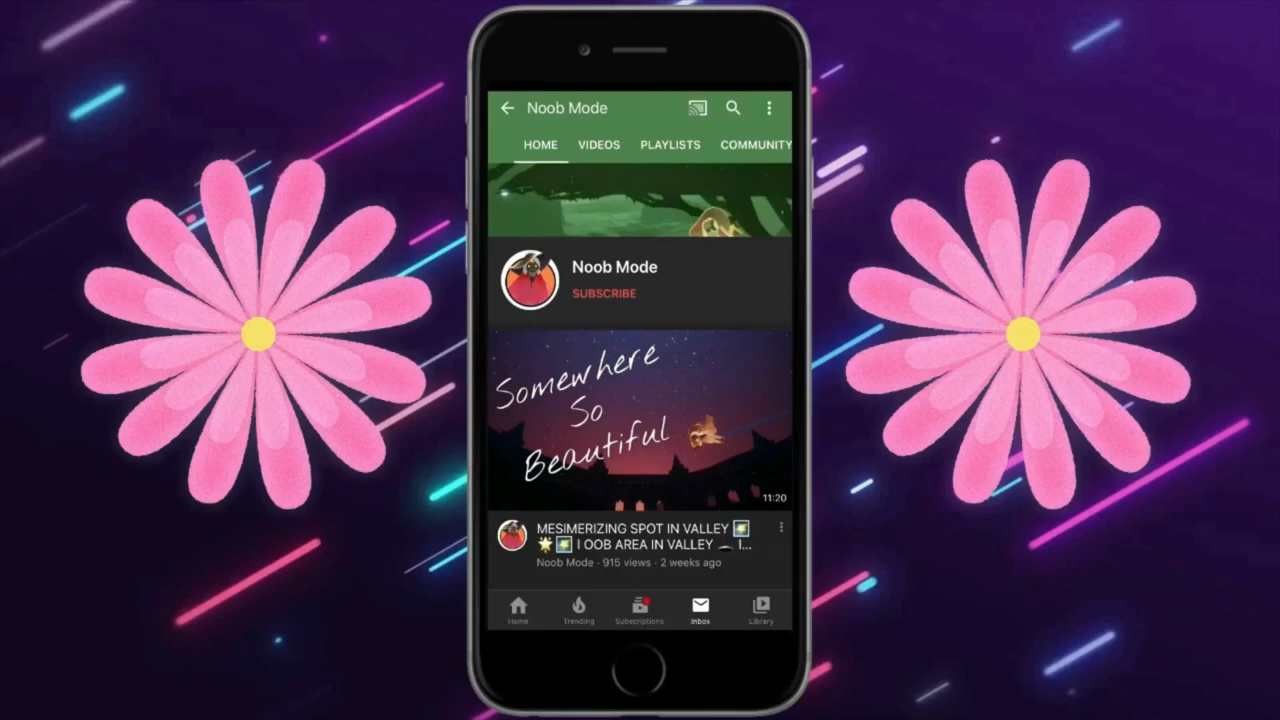 Noob Mode
HOME VIDEOS PLAYLISTS COMMUNITY
Noob Mode
SUBSCRIBE
Somewhere
So
Beautiful
11:20
MESIMERIZING SPOT IN VALLEY
I OOB AREA IN VALLEY I...
Noob Mode · 915 views · 2 weeks ago
Home Trending Subscriptions Inbox Library